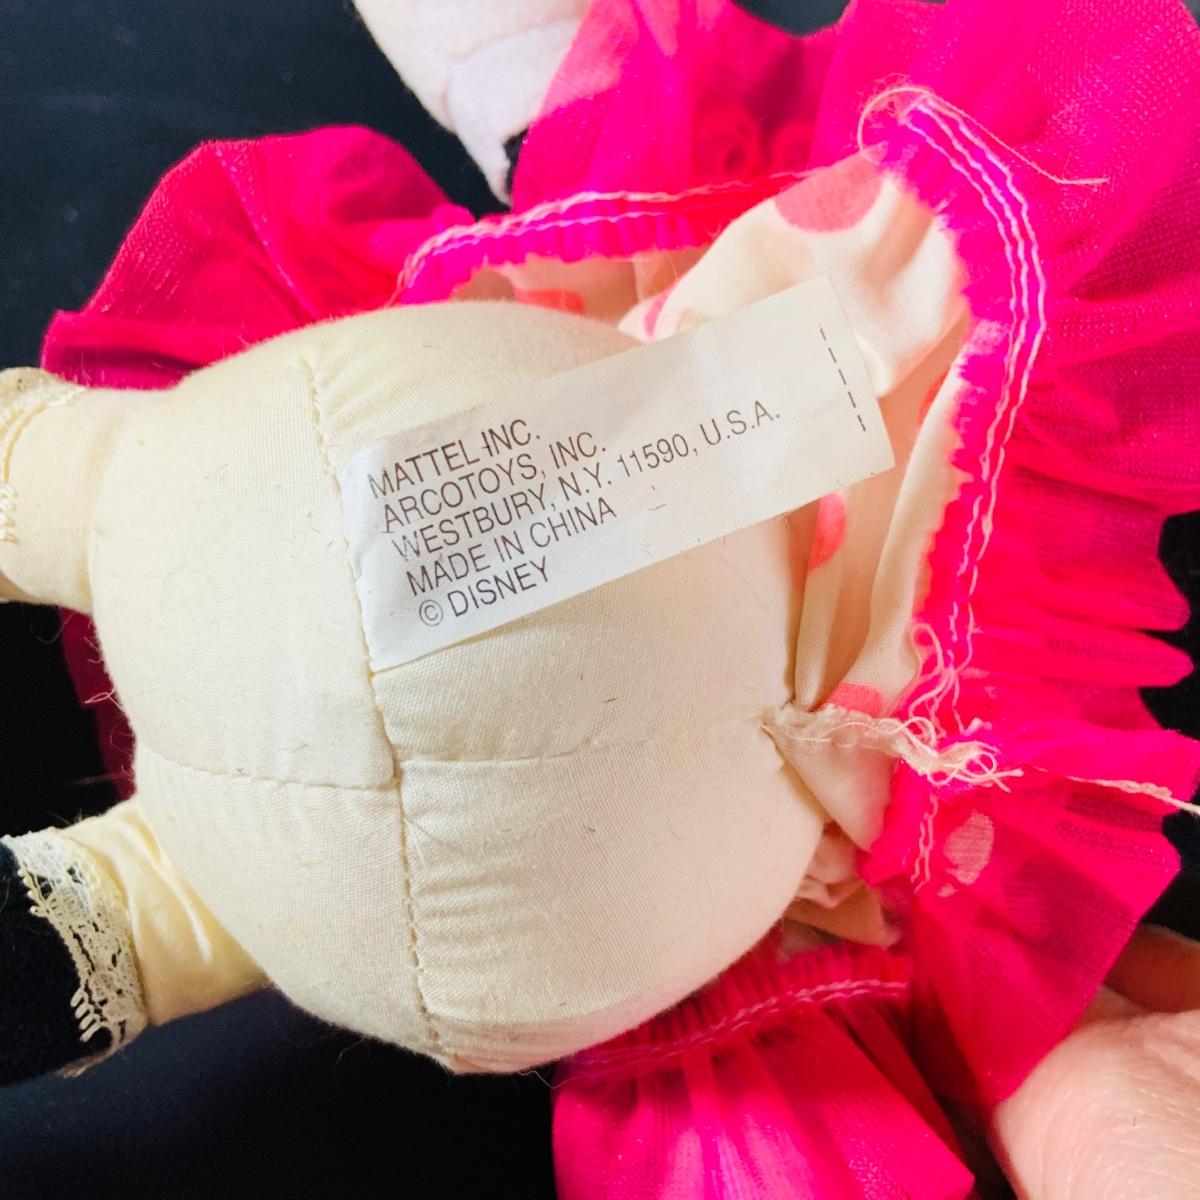 MATTEL INC.
ARCOTOYS, INC.
WESTBURY, N.Y. 11590, U.S.A.
MADE IN CHINA
© DISNEY